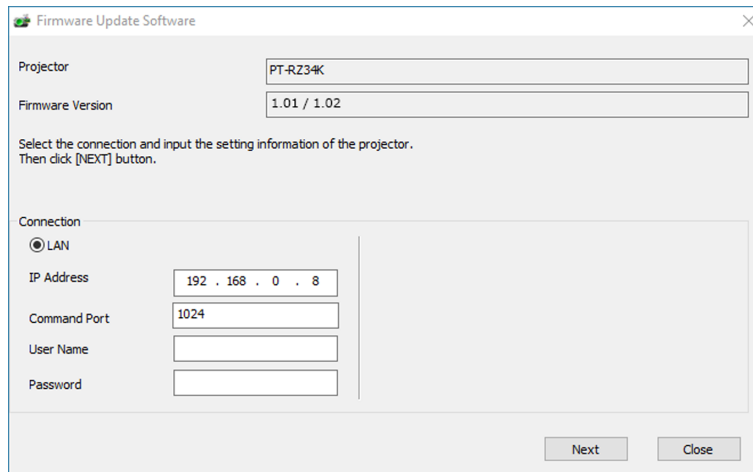 Firmware Update Software
Projector PT-RZ34K
Firmware Version 1.01 / 1.02
Select the connection and input the setting information of the projector.
Then click [NEXT] button.
Connection
LAN
IP Address 192 . 168 . 0 . 8
Command Port 1024
User Name
Password
Next Close